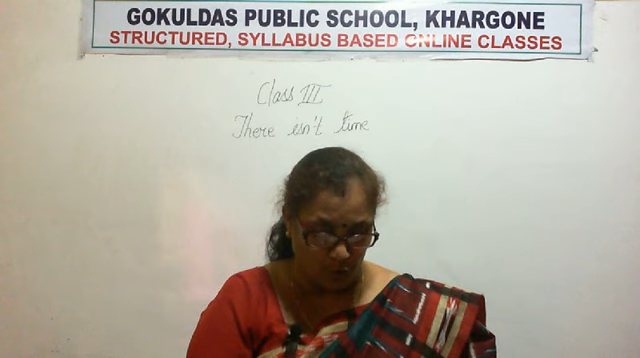 GOKULDAS PUBLIC SCHOOL, KHARGONE
STRUCTURED, SYLLABUS BASED ONLINE CLASSES
Class III
There isn't time